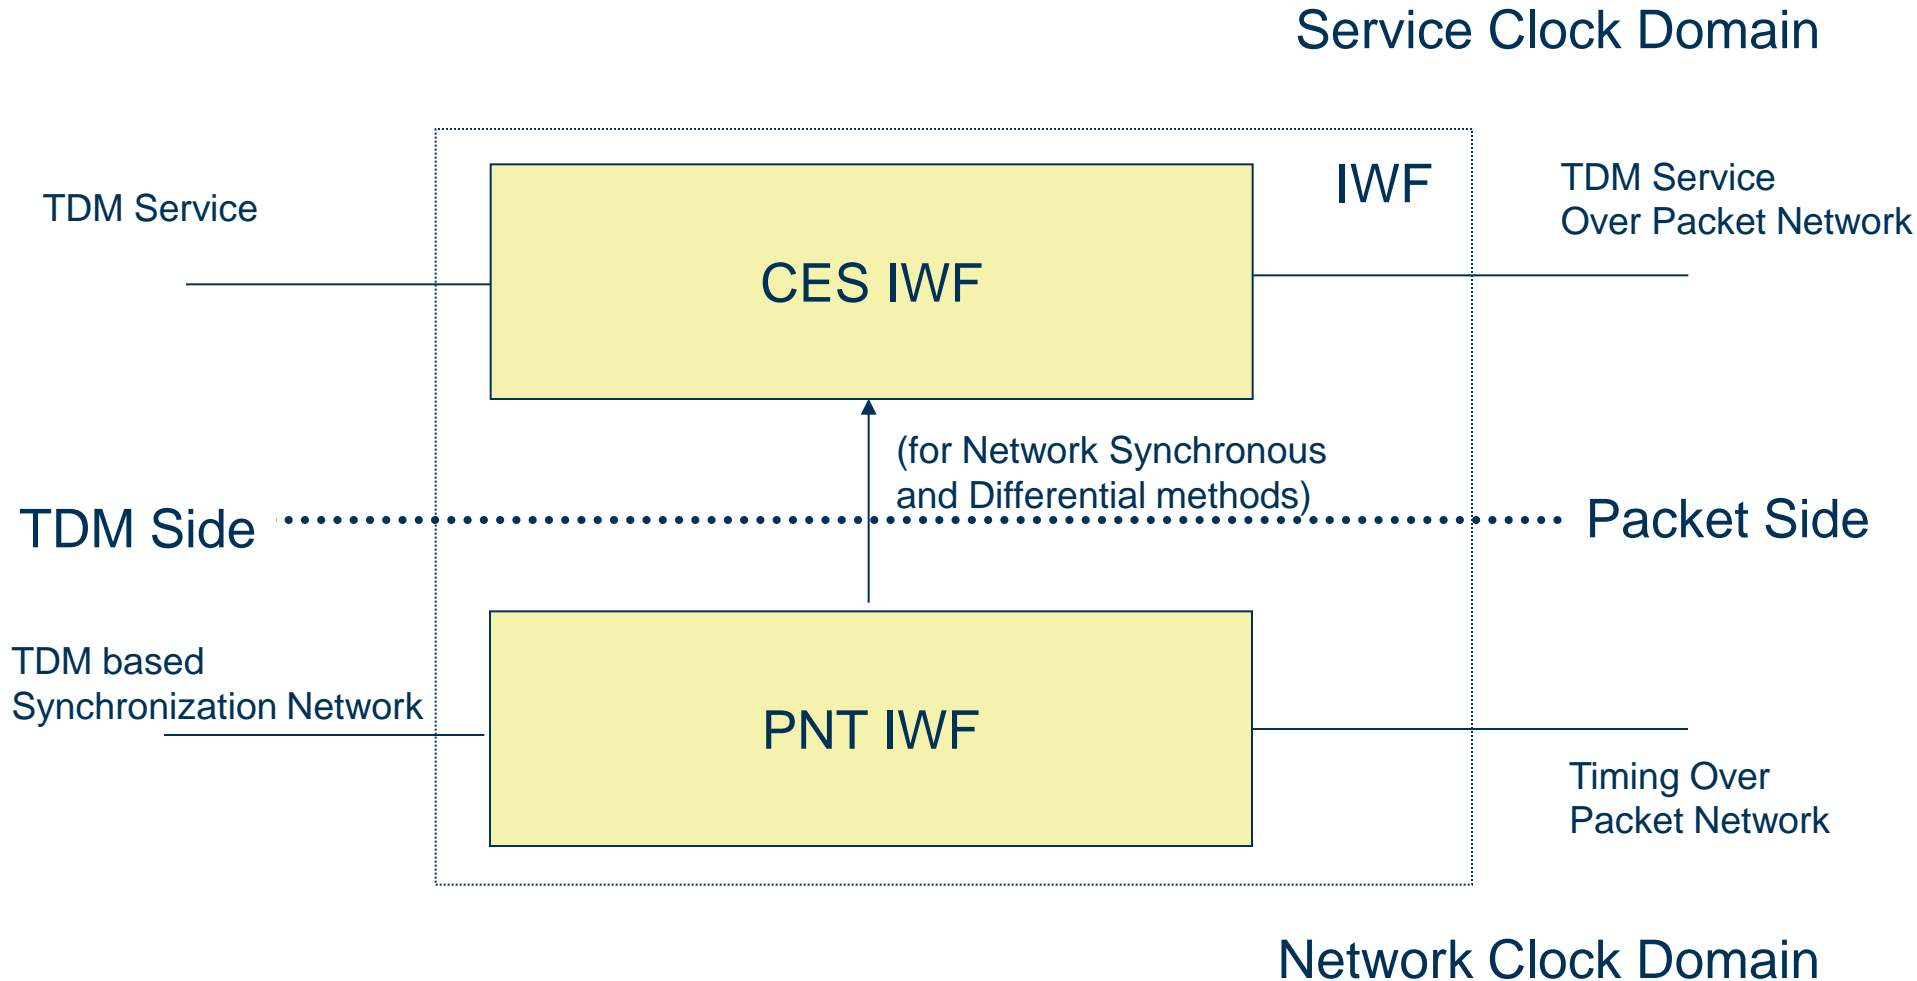 Service Clock Domain
IWF
TDM Service
TDM Service
Over Packet Network
CES IWF
(for Network Synchronous
and Differential methods)
TDM Side
Packet Side
TDM based
Synchronization Network
PNT IWF
Timing Over
Packet Network
Network Clock Domain